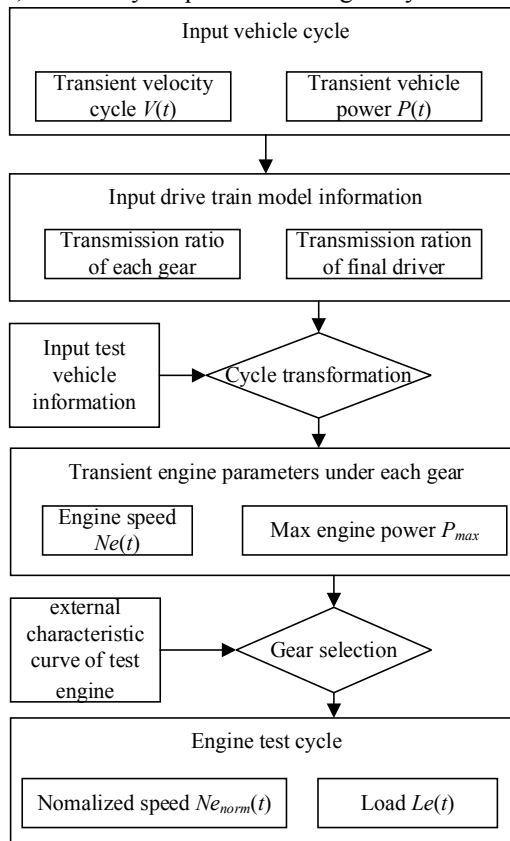 Input vehicle cycle
Transient velocity
cycle V(t)
Transient vehicle
power P(t)
Input drive train model information
Transmission ratio
of each gear
Transmission ration
of final driver
Input test
vehicle
information
Cycle transformation
Transient engine parameters under each gear
Engine speed
Ne(t)
Max engine power Pmax
external
characteristic
curve of test
engine
Gear selection
Engine test cycle
Nomalized speed Nenorm(t)
Load Le(t)